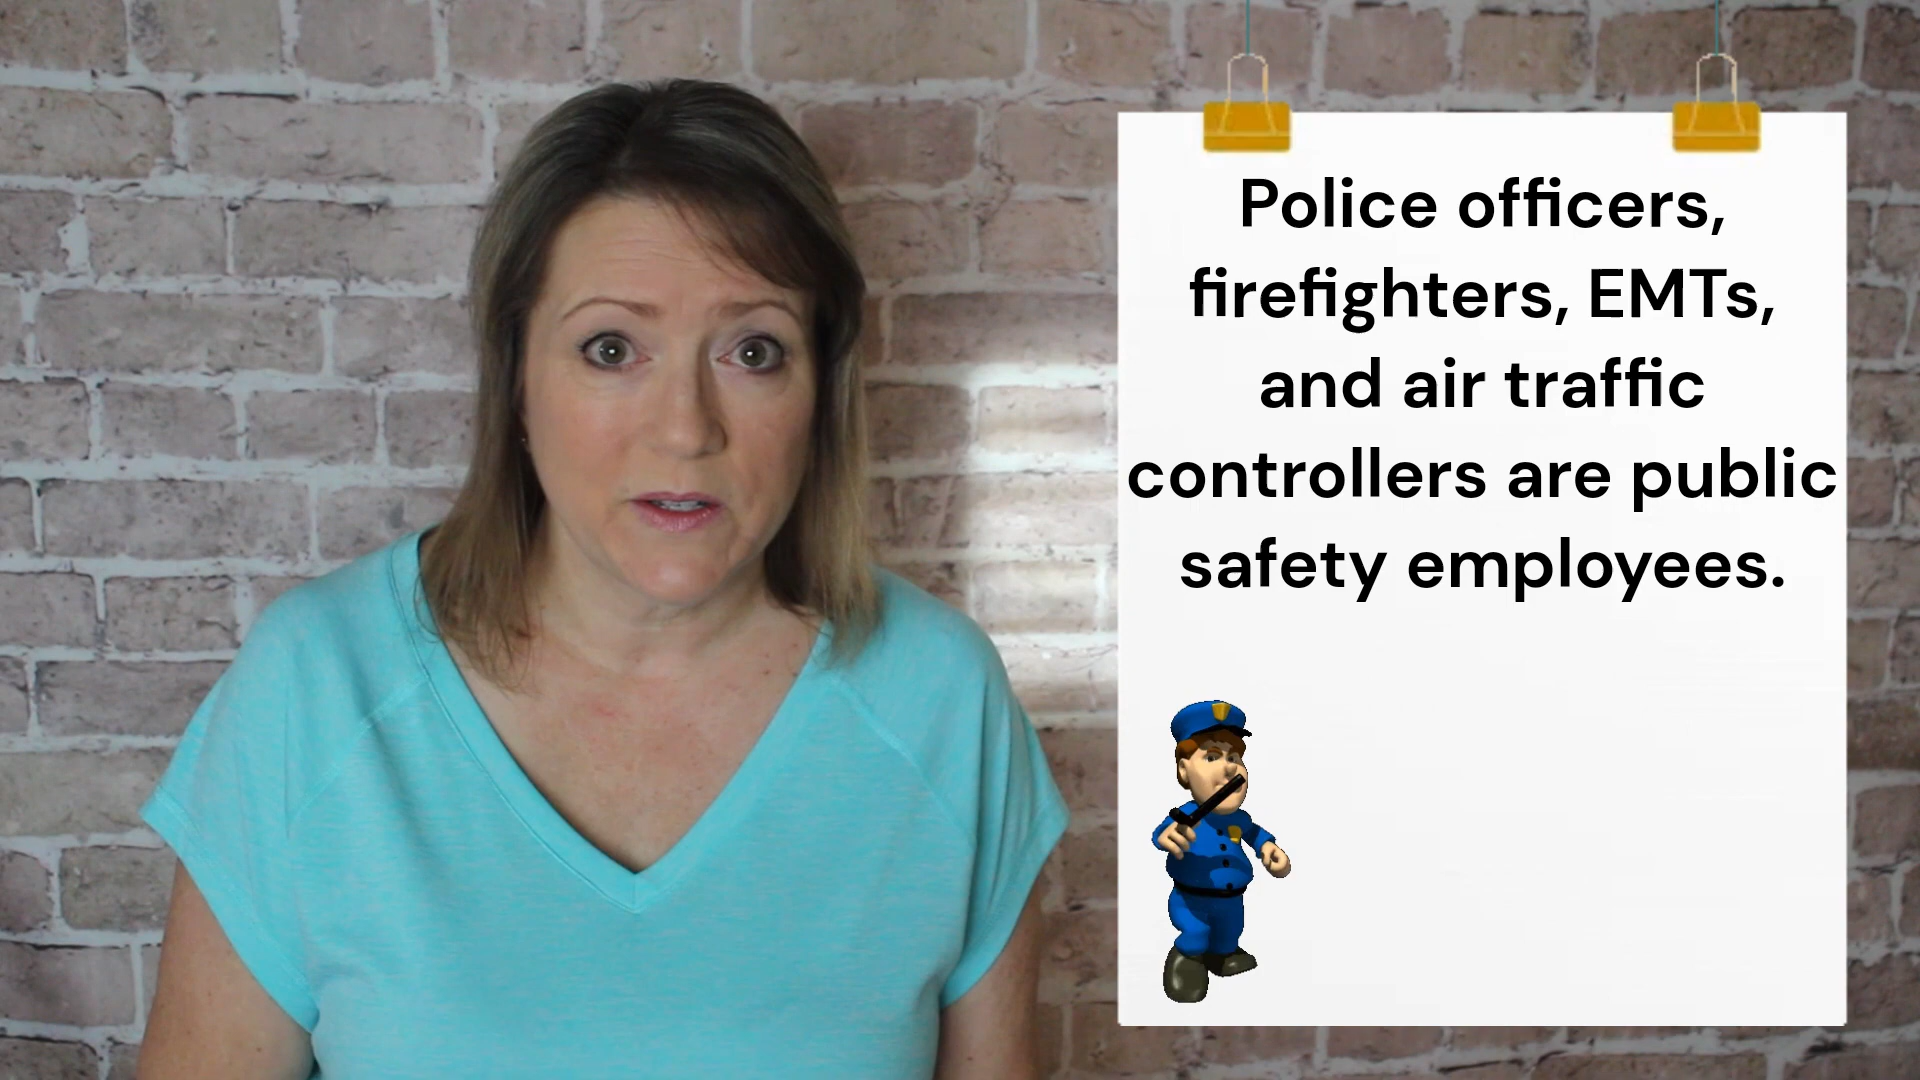 Police officers,
firefighters, EMTs,
and air traffic
controllers are public
safety employees.